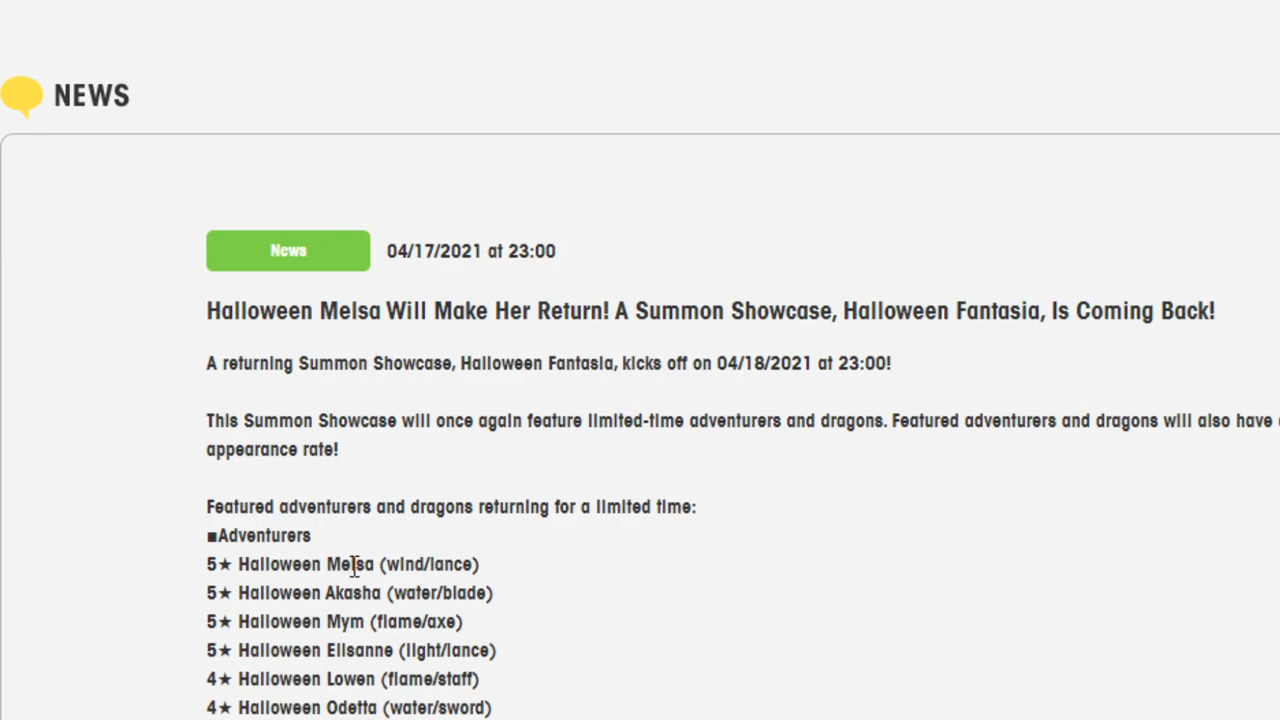 NEWS
News 04/17/2021 at 23:00
Halloween Melsa Will Make Her Return! A Summon Showcase, Halloween Fantasia, Is Coming Back!
A returning Summon Showcase, Halloween Fantasia, kicks off on 04/18/2021 at 23:00!
This Summon Showcase will once again feature limited-time adventurers and dragons. Featured adventurers and dragons will also have
appearance rate!
Featured adventurers and dragons returning for a limited time:
■Adventurers
5★ Halloween Melsa (wind/lance)
5★ Halloween Akasha (water/blade)
5★ Halloween Mym (flame/axe)
5★ Halloween Elisanne (light/lance)
4★ Halloween Lowen (flame/staff)
4★ Halloween Odetta (water/sword)